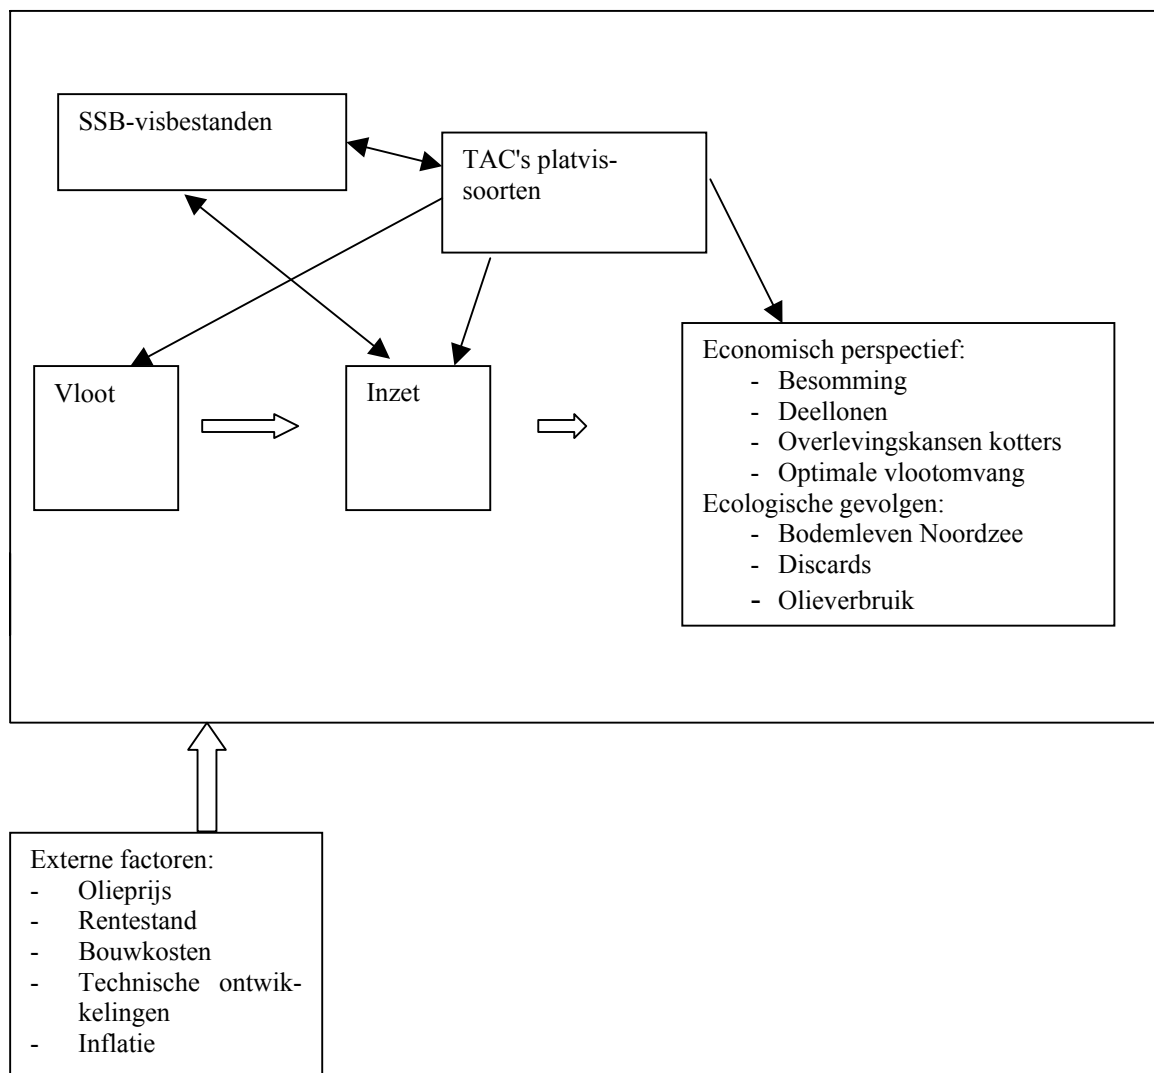 SSB-visbestanden
TAC's platvis-
soorten
Vloot
Inzet
Economisch perspectief:
- Besomming
- Deellonen
- Overlevingskansen kotters
- Optimale vlootomvang
Ecologische gevolgen:
- Bodemleven Noordzee
- Discards
- Olieverbruik
Externe factoren:
- Olieprijs
- Rentestand
- Bouwkosten
- Technische ontwik-
kelingen
- Inflatie